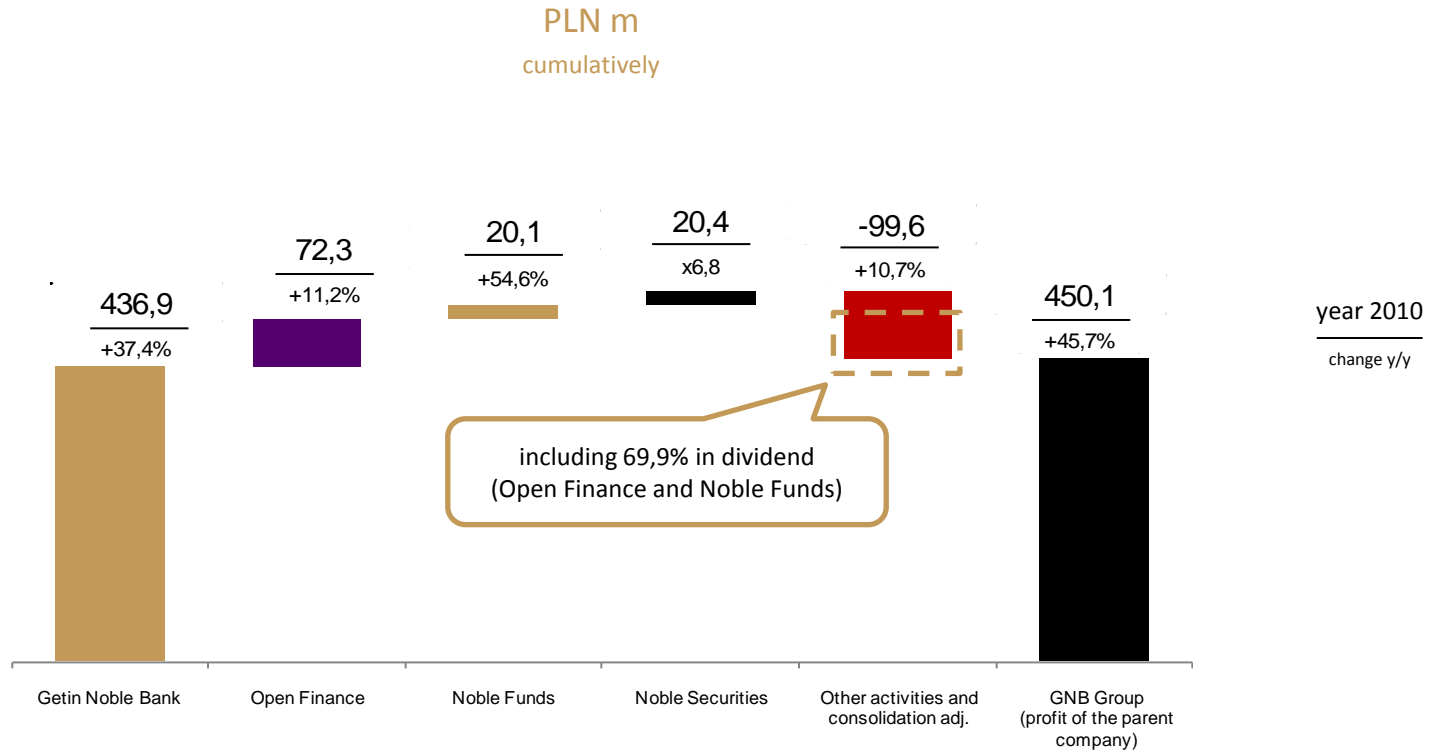 PLN m
cumulatively
436,9
+37,4%
72,3
+11,2%
20,1
+54,6%
20,4
x6,8
-99,6
+10,7%
450,1
+45,7%
year 2010
change y/y
including 69,9% in dividend
(Open Finance and Noble Funds)
Getin Noble Bank
Open Finance
Noble Funds
Noble Securities
Other activities and
consolidation adj.
GNB Group
(profit of the parent
company)